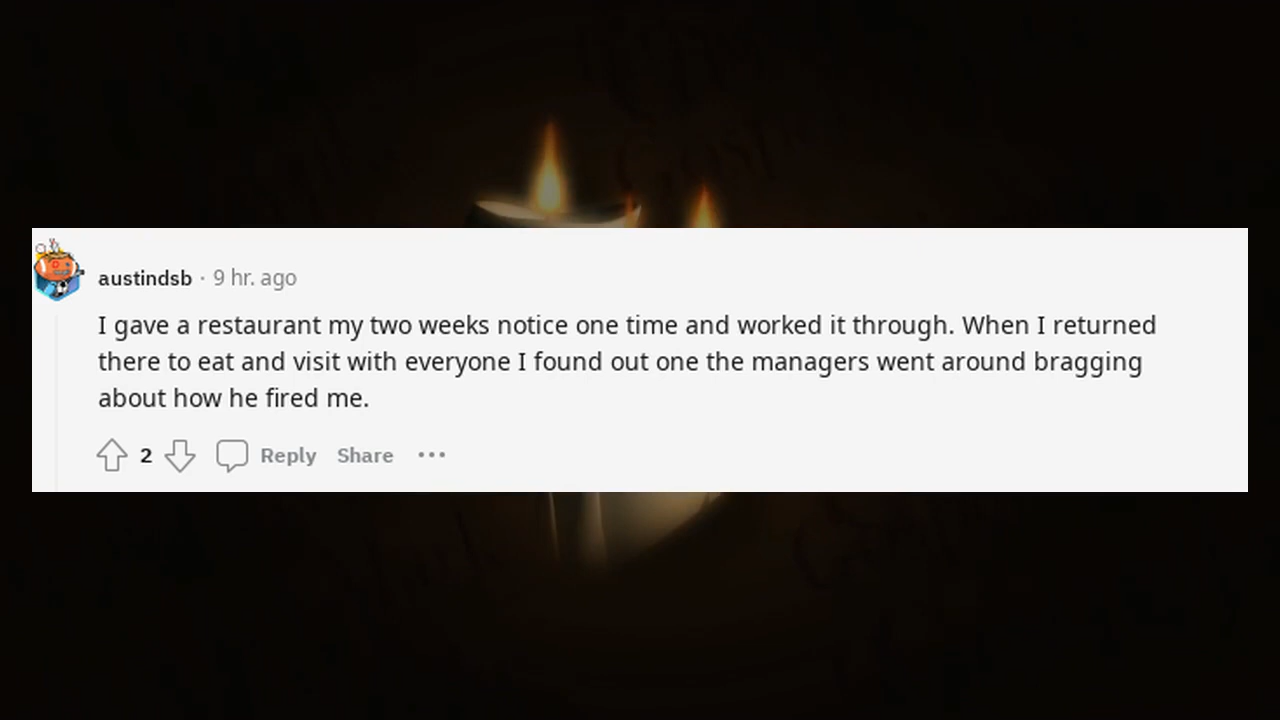 austindsb · 9 hr. ago
I gave a restaurant my two weeks notice one time and worked it through. When I returned
there to eat and visit with everyone I found out one the managers went around bragging
about how he fired me.
2 Reply Share ···